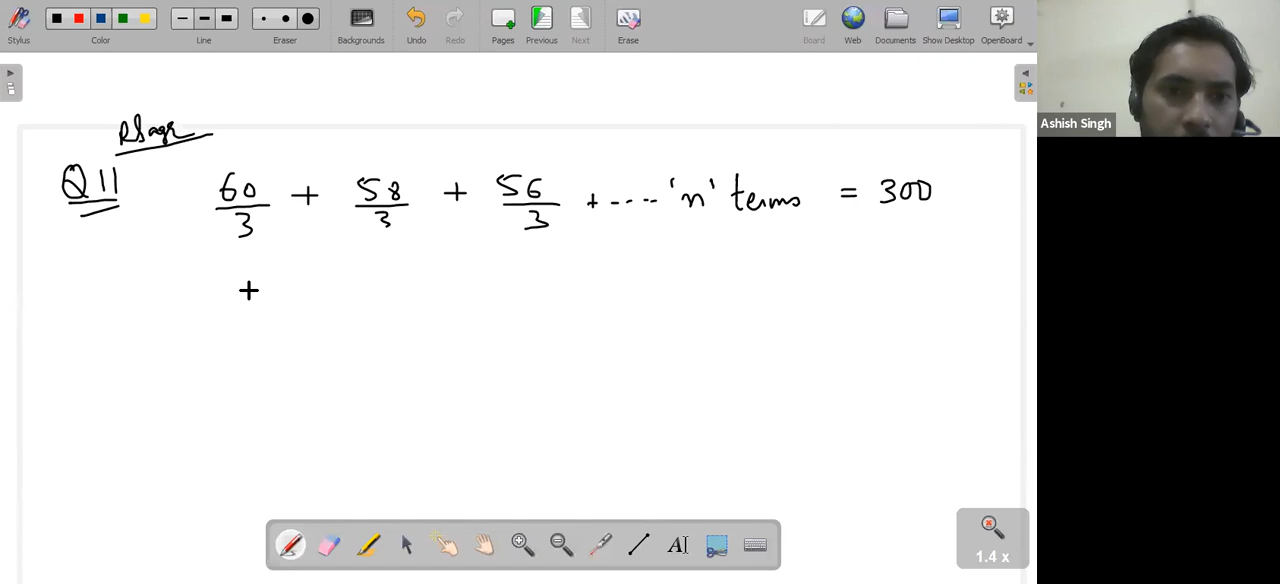 Stylus Color Line Eraser Backgrounds Undo Redo Pages Previous Next Erase Board Web Documents Show Desktop OpenBoard
Ashish Singh
Q 11 60/3 + 58/3 + 56/3 + .... 'n' terms = 300
+
1.4 x